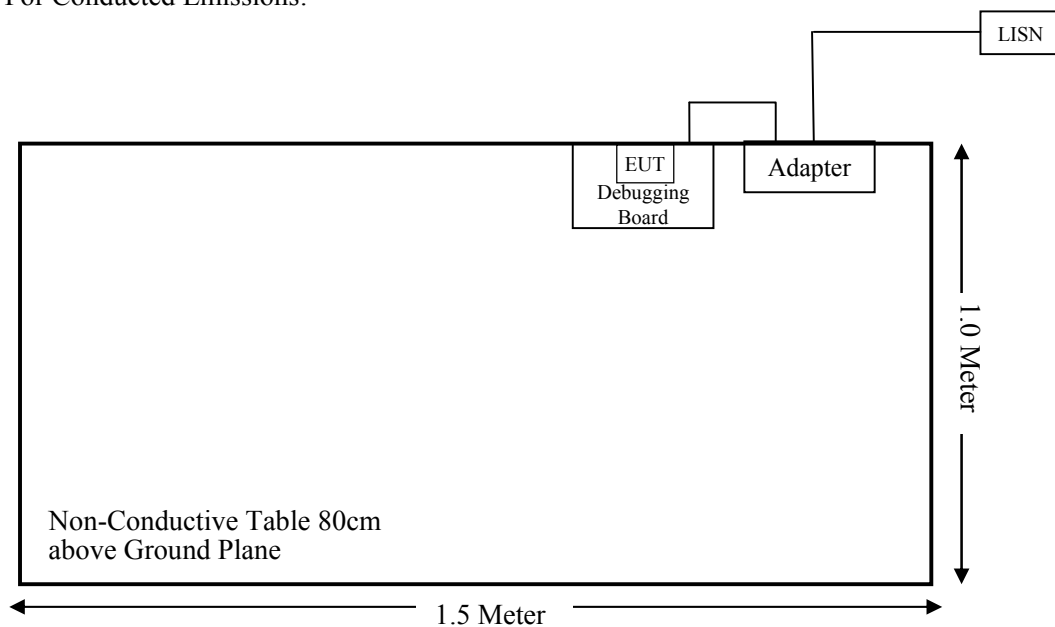 For Conducted Emissions:
LISN
EUT
Debugging
Board
Adapter
1.0 Meter
Non-Conductive Table 80cm
above Ground Plane
1.5 Meter